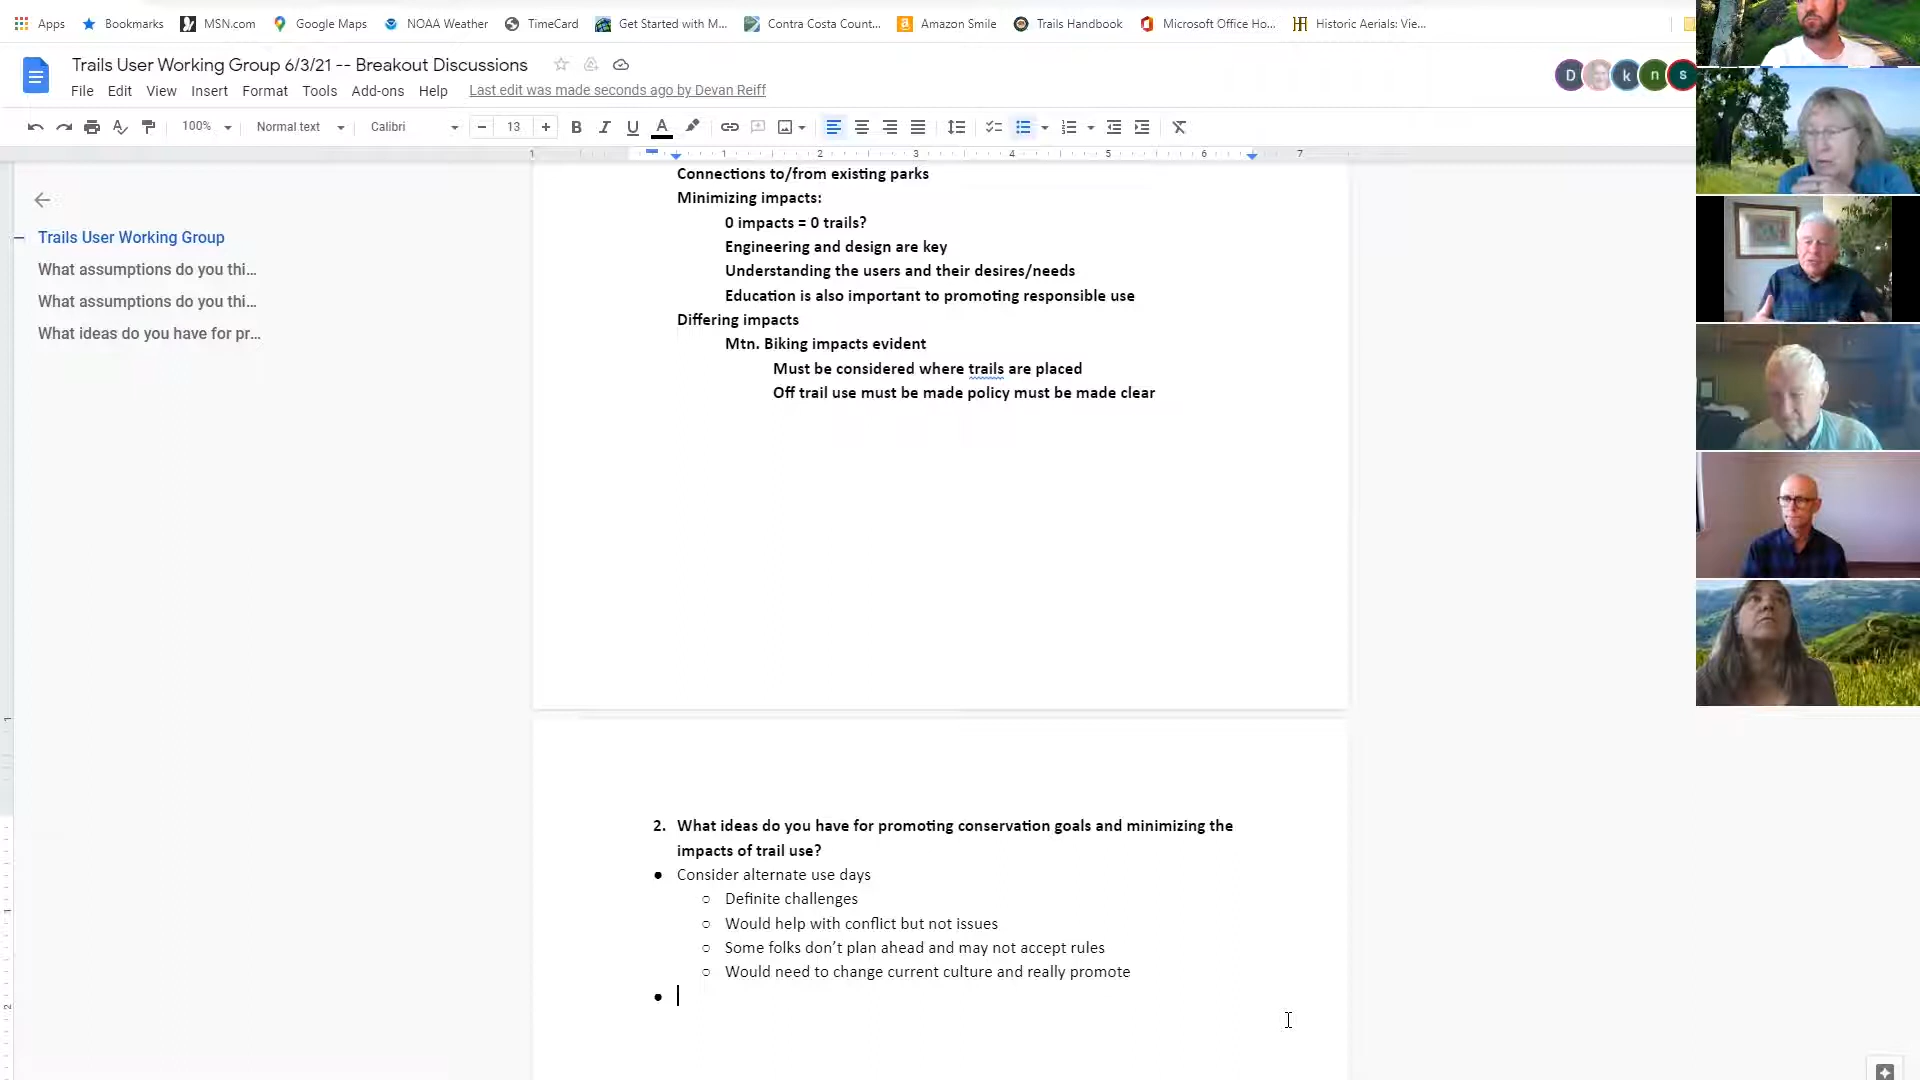 Apps Bookmarks MSN.com Google Maps NOAA Weather TimeCard Get Started with M... Contra Costa Count... Amazon Smile Trails Handbook Microsoft Office Ho... Historic Aerials: Vie...
Trails User Working Group 6/3/21 -- Breakout Discussions
D k n s
File Edit View Insert Format Tools Add-ons Help Last edit was made seconds ago by Devan Reiff
100% Normal text Calibri 13 B I U A
1 1 2 3 4 5 6 7
Connections to/from existing parks
Minimizing impacts:
0 impacts = 0 trails?
Engineering and design are key
Understanding the users and their desires/needs
Education is also important to promoting responsible use
Differing impacts
Mtn. Biking impacts evident
Must be considered where trails are placed
Off trail use must be made policy must be made clear
Trails User Working Group
What assumptions do you thi...
What assumptions do you thi...
What ideas do you have for pr...
2. What ideas do you have for promoting conservation goals and minimizing the
impacts of trail use?
● Consider alternate use days
○ Definite challenges
○ Would help with conflict but not issues
○ Some folks don’t plan ahead and may not accept rules
○ Would need to change current culture and really promote
●